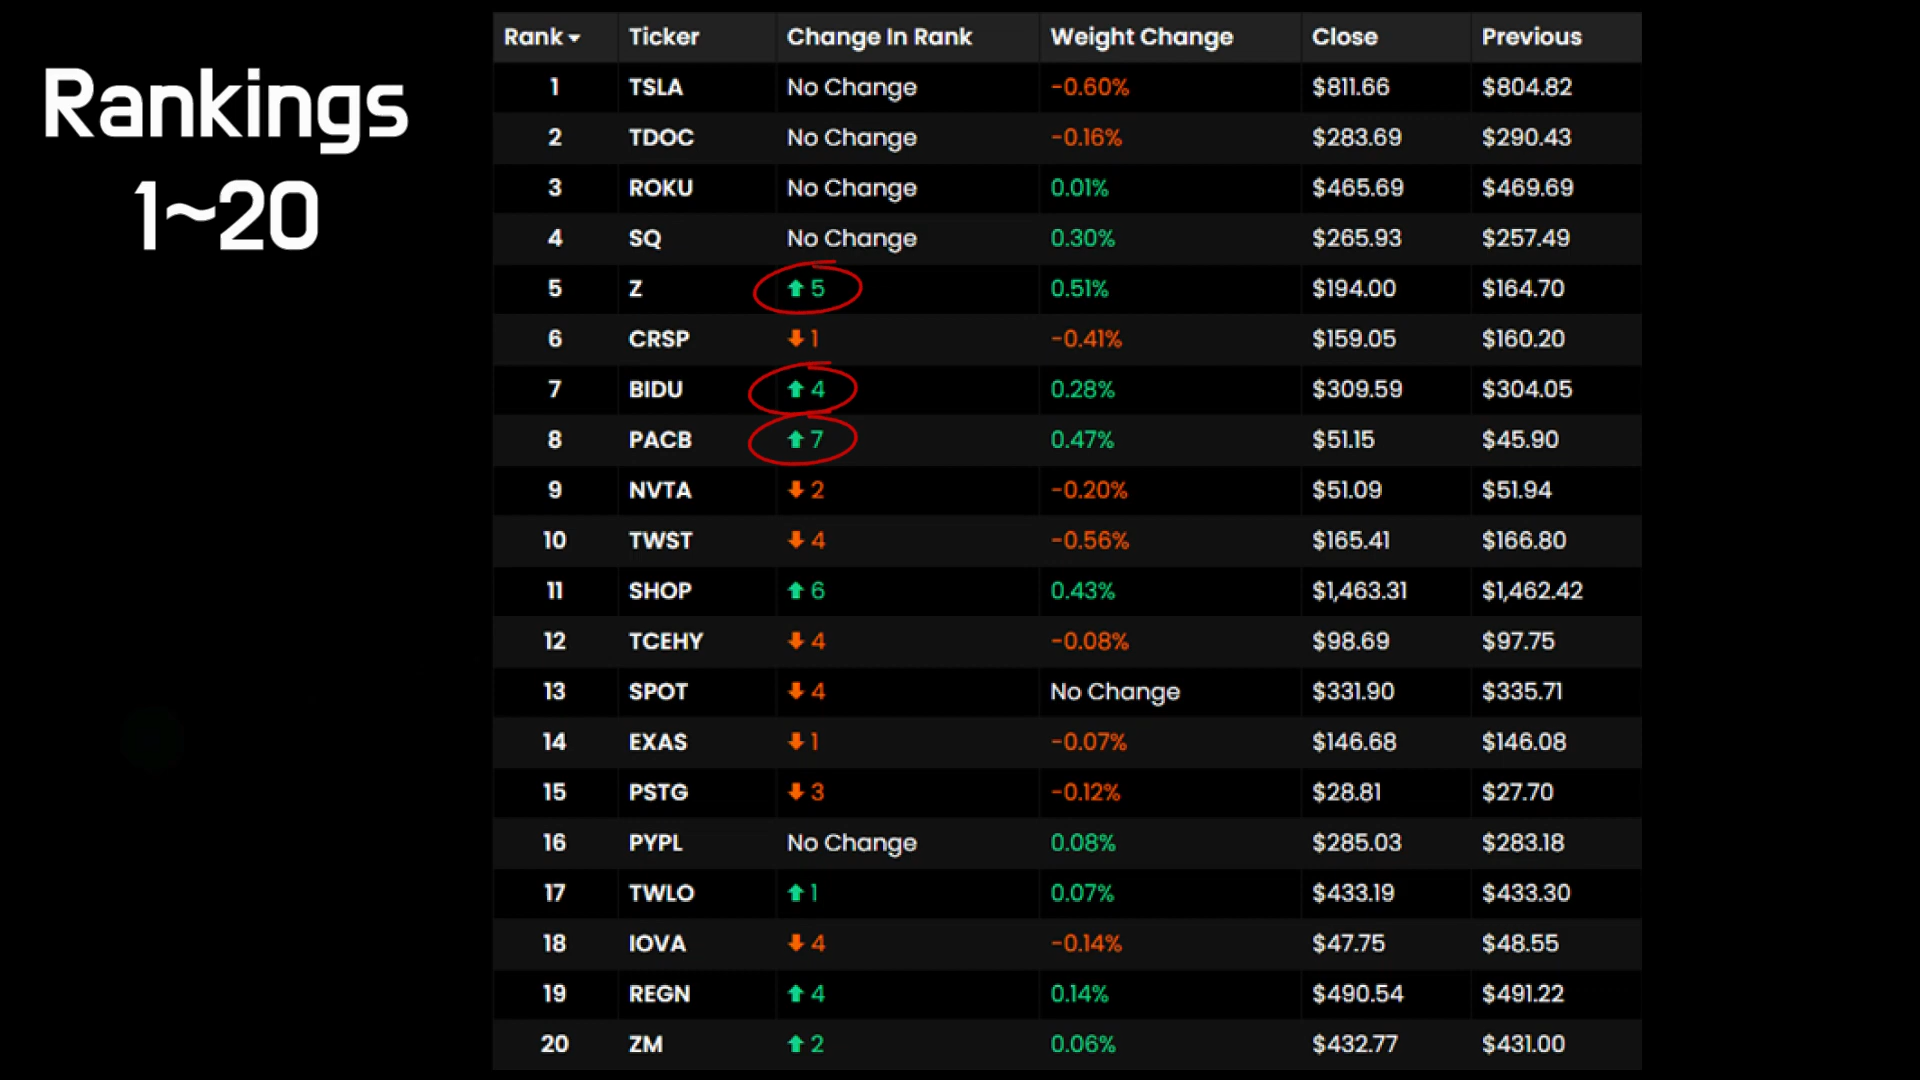 Rankings
1~20
Rank Ticker Change In Rank Weight Change Close Previous
1 TSLA No Change -0.60% $811.66 $804.82
2 TDOC No Change -0.16% $283.69 $290.43
3 ROKU No Change 0.01% $465.69 $469.69
4 SQ No Change 0.30% $265.93 $257.49
5 Z 5 0.51% $194.00 $164.70
6 CRSP 1 -0.41% $159.05 $160.20
7 BIDU 4 0.28% $309.59 $304.05
8 PACB 7 0.47% $51.15 $45.90
9 NVTA 2 -0.20% $51.09 $51.94
10 TWST 4 -0.56% $165.41 $166.80
11 SHOP 6 0.43% $1,463.31 $1,462.42
12 TCEHY 4 -0.08% $98.69 $97.75
13 SPOT 4 No Change $331.90 $335.71
14 EXAS 1 -0.07% $146.68 $146.08
15 PSTG 3 -0.12% $28.81 $27.70
16 PYPL No Change 0.08% $285.03 $283.18
17 TWLO 1 0.07% $433.19 $433.30
18 IOVA 4 -0.14% $47.75 $48.55
19 REGN 4 0.14% $490.54 $491.22
20 ZM 2 0.06% $432.77 $431.00